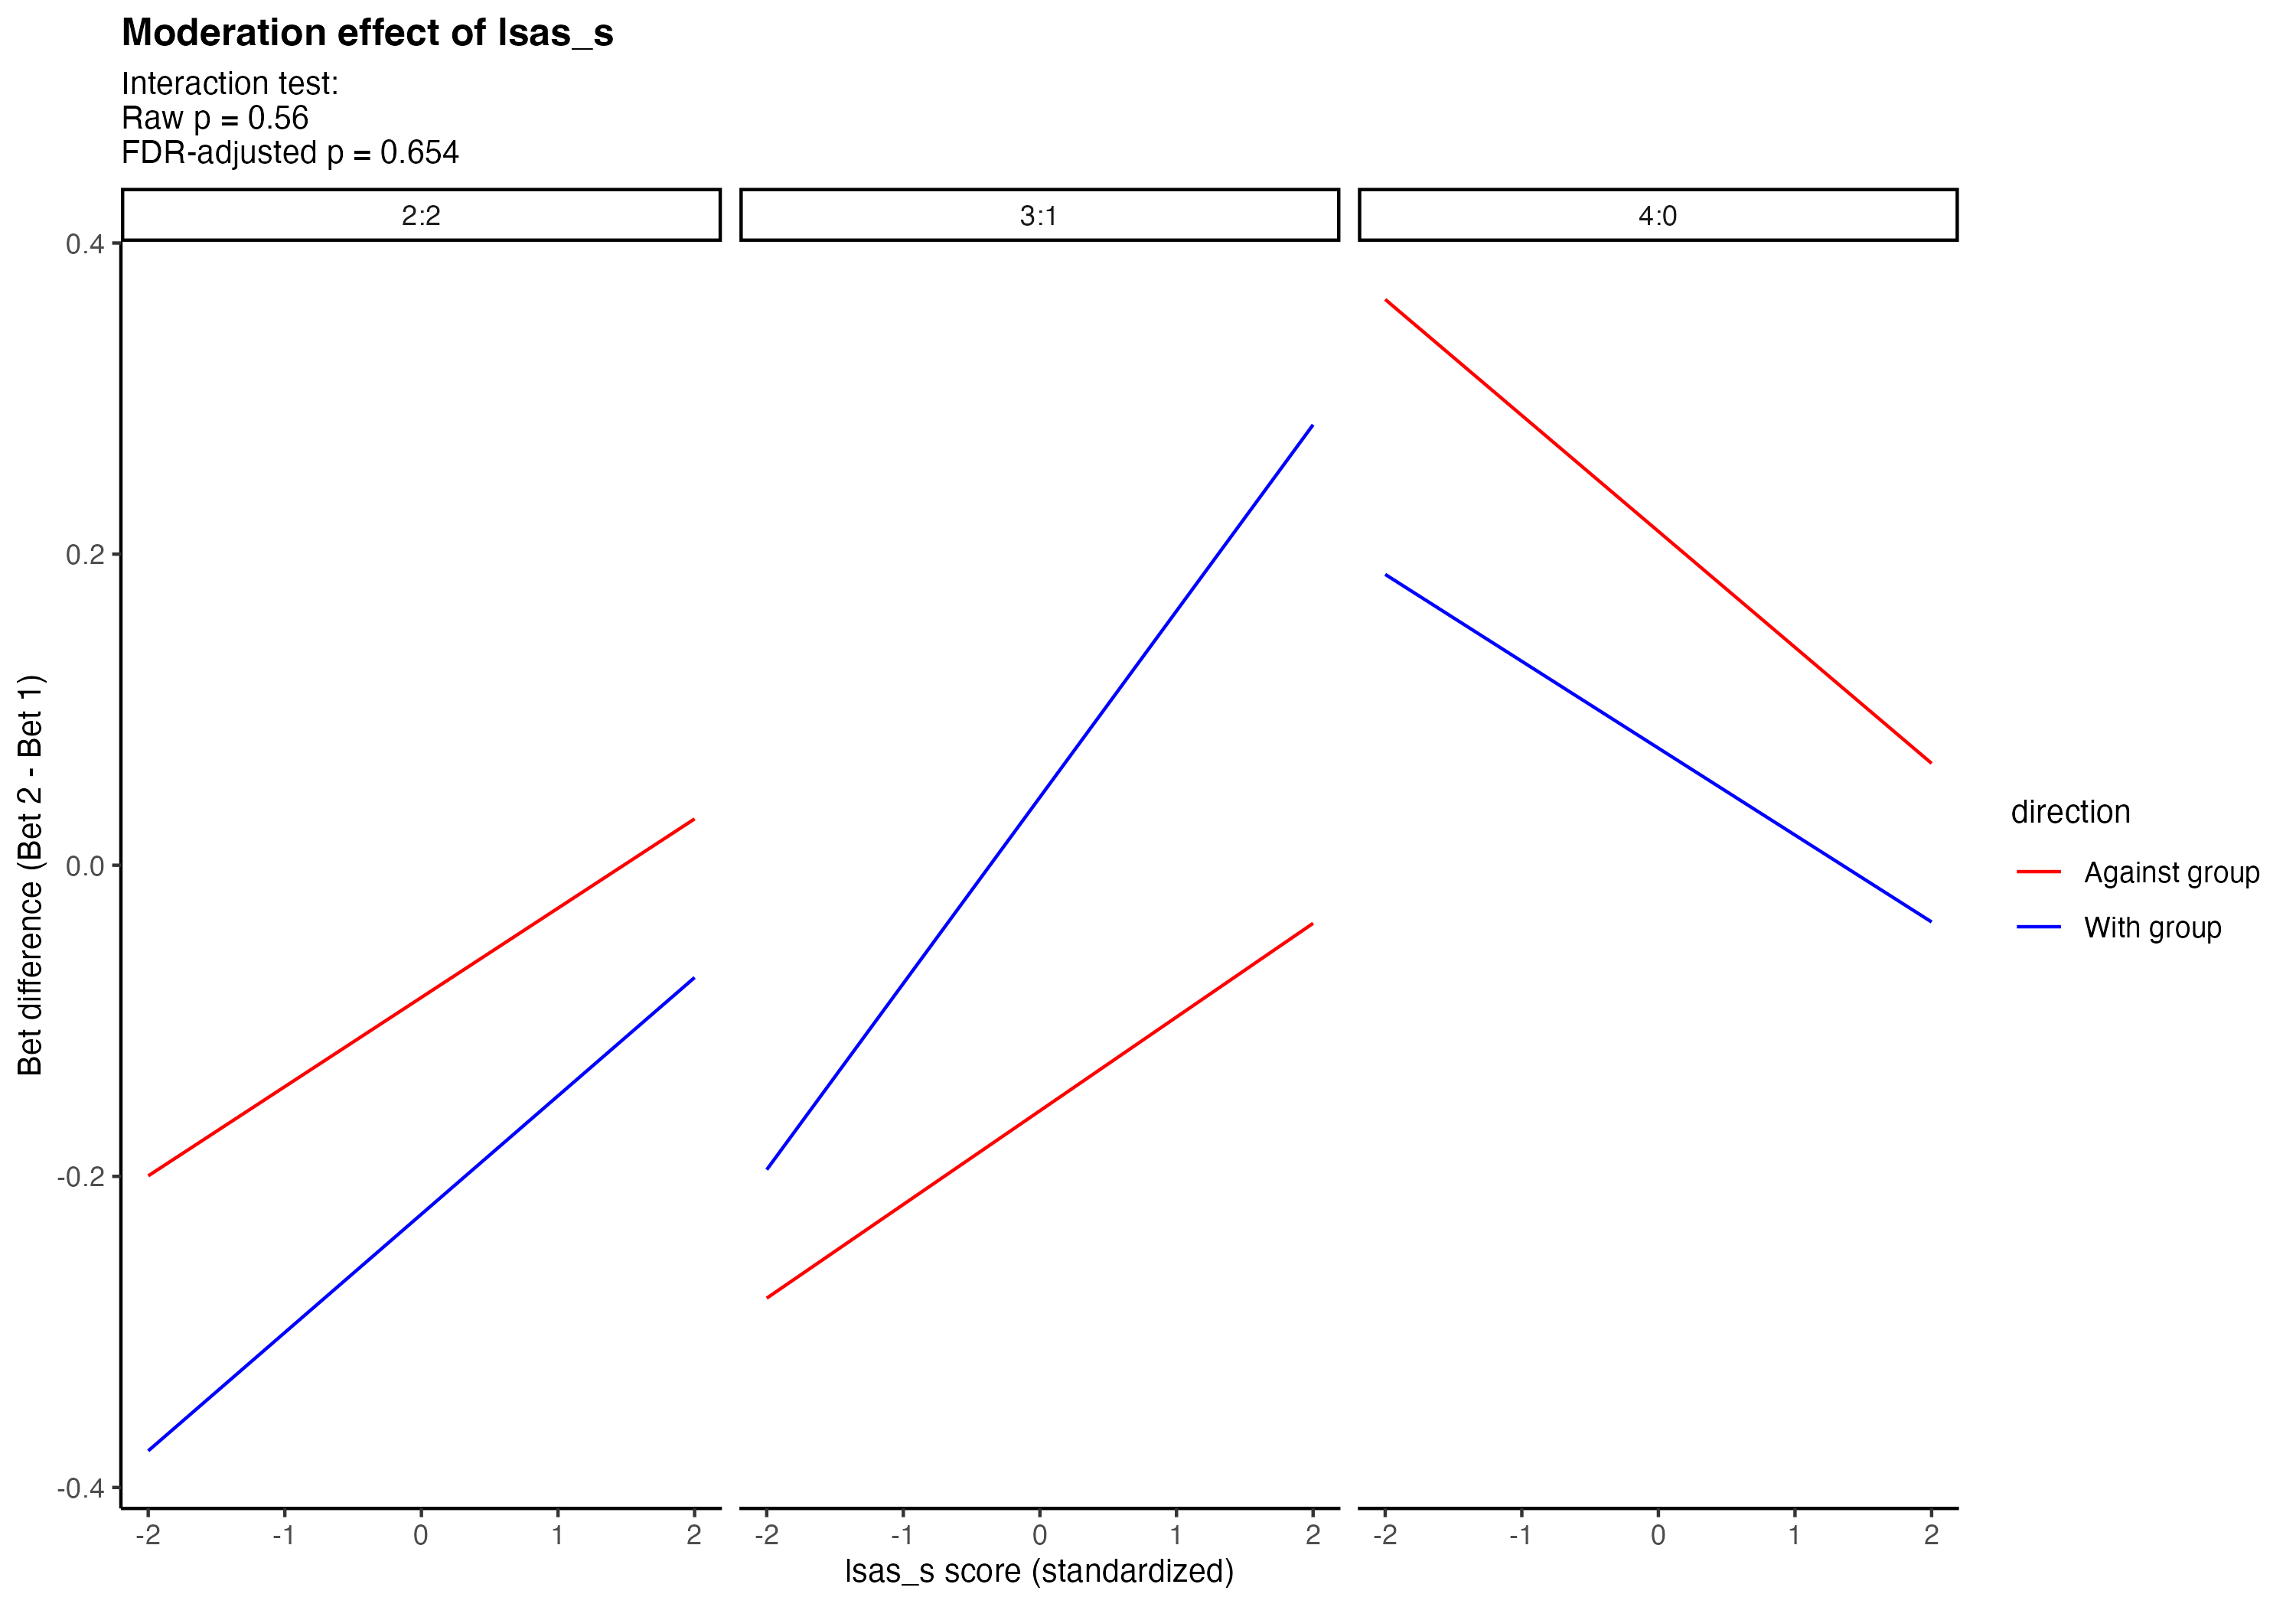 Moderation effect of lsas_s
Interaction test:
Raw p = 0.56
FDR-adjusted p = 0.654
2:2
3:1
4:0
0.4
0.2
0.0
-0.2
-0.4
Bet difference (Bet 2 - Bet 1)
-2 -1 0 1 2
-2 -1 0 1 2
-2 -1 0 1 2
lsas_s score (standardized)
direction
Against group
With group